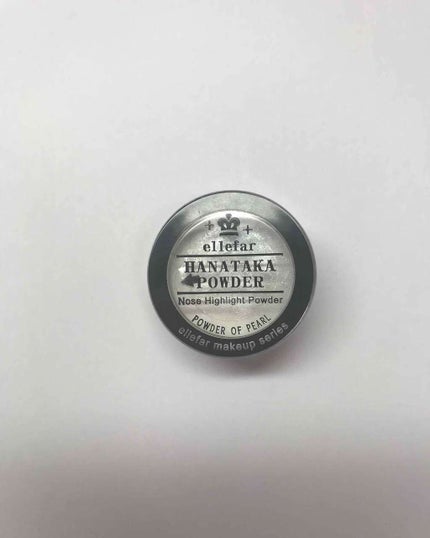 ellefar
HANATAKA
POWDER
Nose Highlight Powder
POWDER OF PEARL
ellefar makeup series